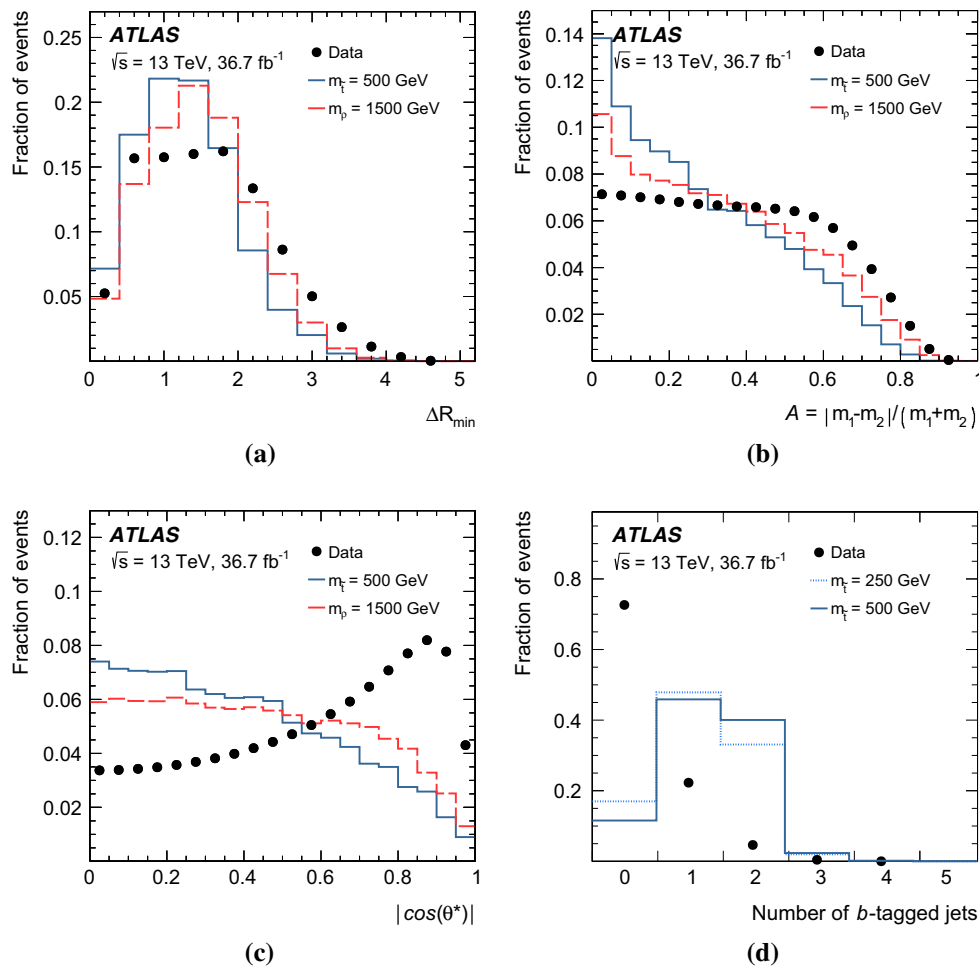 Fraction of events
0.25
0.2
0.15
0.1
0.05
ATLAS
√s = 13 TeV, 36.7 fb⁻¹
Data
m_t̃ = 500 GeV
m_ρ = 1500 GeV
0 1 2 3 4 5
ΔR_min
(a)
Fraction of events
0.14
0.12
0.1
0.08
0.06
0.04
0.02
ATLAS
√s = 13 TeV, 36.7 fb⁻¹
Data
m_t̃ = 500 GeV
m_ρ = 1500 GeV
0 0.2 0.4 0.6 0.8 1
A = |m_1-m_2|/(m_1+m_2)
(b)
Fraction of events
0.12
0.1
0.08
0.06
0.04
0.02
ATLAS
√s = 13 TeV, 36.7 fb⁻¹
Data
m_t̃ = 500 GeV
m_ρ = 1500 GeV
0 0.2 0.4 0.6 0.8 1
|cos(θ*)|
(c)
Fraction of events
0.8
0.6
0.4
0.2
ATLAS
√s = 13 TeV, 36.7 fb⁻¹
Data
m_t̃ = 250 GeV
m_t̃ = 500 GeV
0 1 2 3 4 5
Number of b-tagged jets
(d)